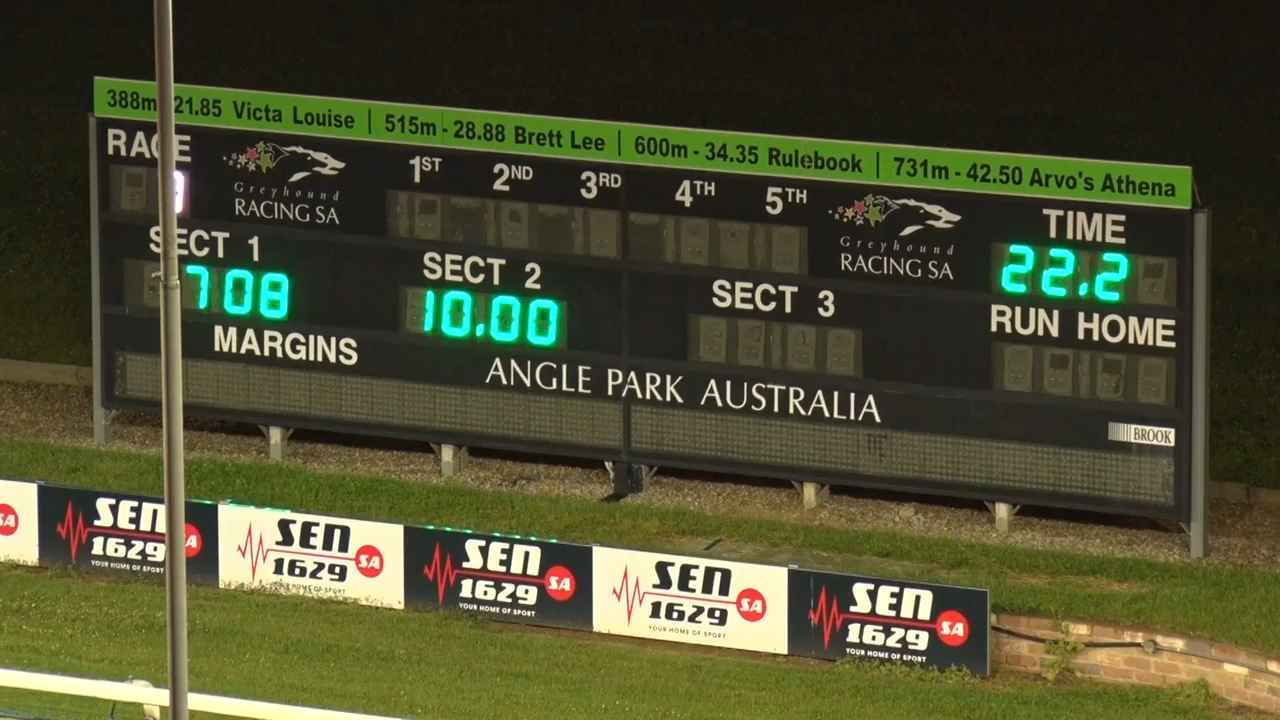 388m 21.85 Victa Louise | 515m - 28.88 Brett Lee | 600m - 34.35 Rulebook | 731m - 42.50 Arvo's Athena
RACE
Greyhound
RACING SA
1ST 2ND 3RD 4TH 5TH
Greyhound
RACING SA
TIME
22.2
SECT 1
708
SECT 2
10.00
SECT 3
RUN HOME
MARGINS
ANGLE PARK AUSTRALIA
BROOK
SA
SEN
1629
SA
YOUR HOME OF SPORT
SEN
1629
SA
YOUR HOME OF SPORT
SEN
1629
SA
YOUR HOME OF SPORT
SEN
1629
SA
YOUR HOME OF SPORT
SEN
1629
SA
YOUR HOME OF SPORT